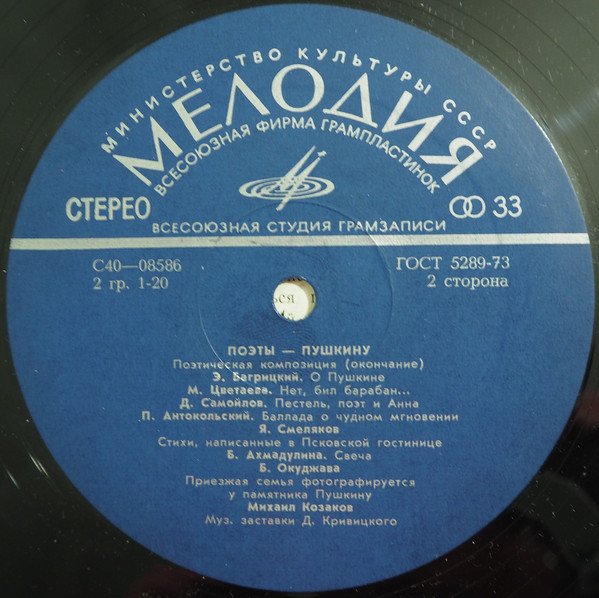 МИНИСТЕРСТВО КУЛЬТУРЫ СССР
МЕЛОДИЯ
ВСЕСОЮЗНАЯ ФИРМА ГРАМПЛАСТИНОК
СТЕРЕО 33
ВСЕСОЮЗНАЯ СТУДИЯ ГРАМЗАПИСИ
С40—08586 ГОСТ 5289-73
2 гр. 1-20 2 сторона
ПОЭТЫ — ПУШКИНУ
Поэтическая композиция (окончание)
Э. Багрицкий. О Пушкине
М. Цветаева. Нет, бил барабан...
Д. Самойлов. Пестель, поэт и Анна
П. Антокольский. Баллада о чудном мгновении
Я. Смеляков.
Стихи, написанные в Псковской гостинице
Б. Ахмадулина. Свеча
Б. Окуджава
Приезжая семья фотографируется
у памятника Пушкину
Михаил Козаков
Муз. заставки Д. Кривицкого